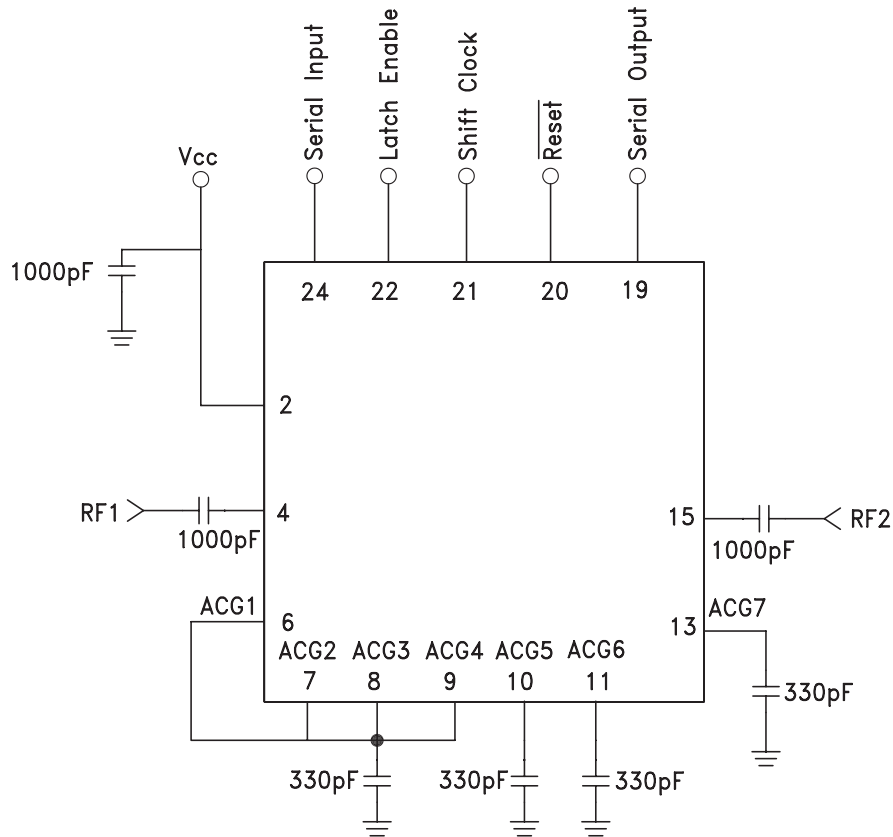 Serial Input
Latch Enable
Shift Clock
Reset
Serial Output
Vcc
1000pF
24
22
21
20
19
2
RF1
4
1000pF
15
RF2
1000pF
ACG1
6
ACG7
13
ACG2
ACG3
ACG4
ACG5
ACG6
7
8
9
10
11
330pF
330pF
330pF
330pF